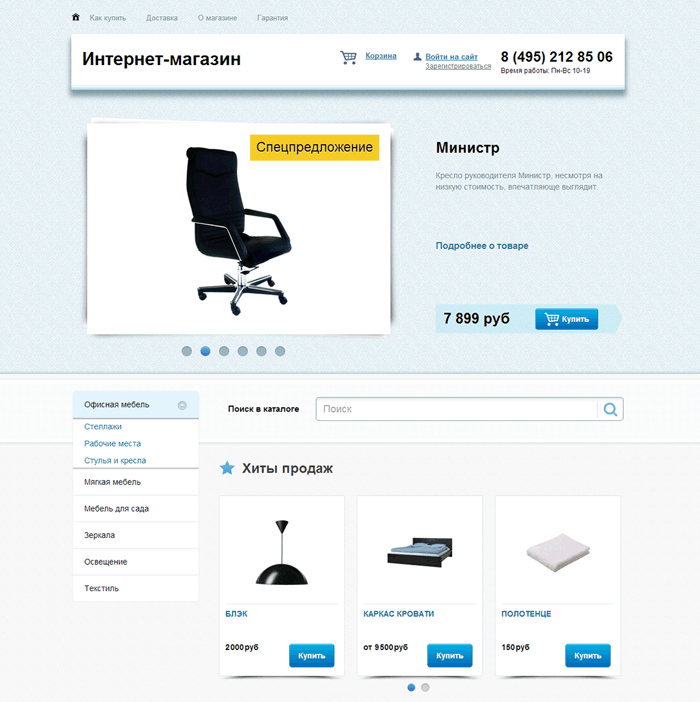 Как купить
Доставка
О магазине
Гарантия
Интернет-магазин
Корзина
Войти на сайт
Зарегистрироваться
8 (495) 212 85 06
Время работы: Пн-Вс 10-19
Спецпредложение
Министр
Кресло руководителя Министр, несмотря на
низкую стоимость, впечатляюще выглядит.
Подробнее о товаре
7 899 руб
Купить
Офисная мебель
Стеллажи
Рабочие места
Стулья и кресла
Мягкая мебель
Мебель для сада
Зеркала
Освещение
Текстиль
Поиск в каталоге
Поиск
Хиты продаж
БЛЭК
2000руб
Купить
КАРКАС КРОВАТИ
от 9500руб
Купить
ПОЛОТЕНЦЕ
150руб
Купить